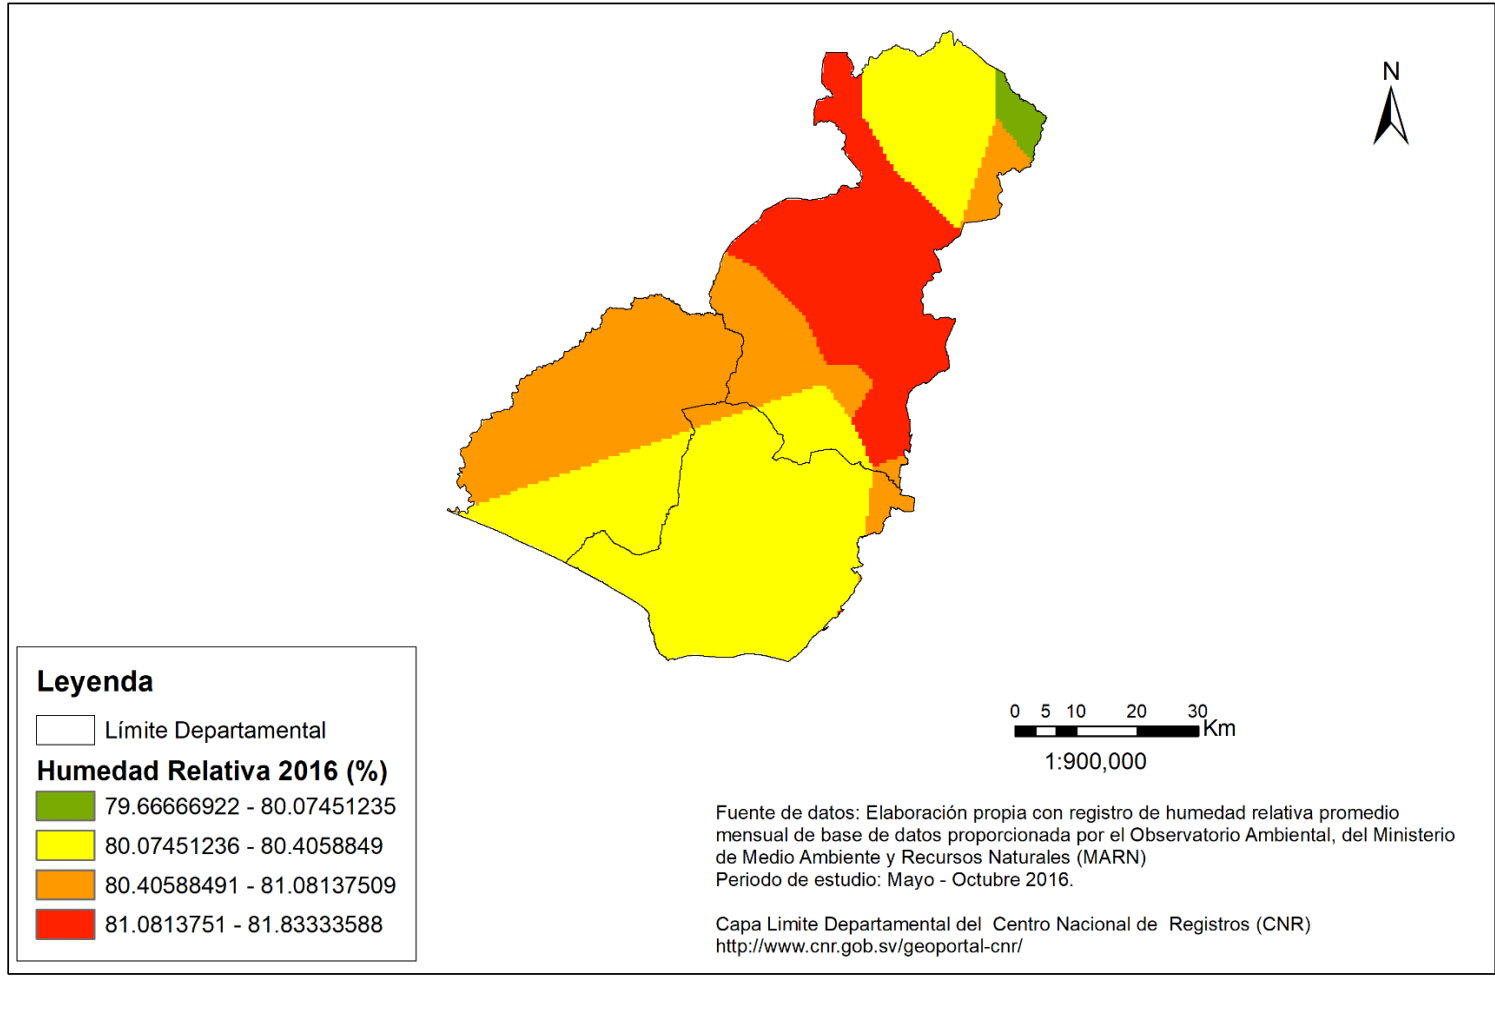 N
Leyenda
Límite Departamental
Humedad Relativa 2016 (%)
79.66666922 - 80.07451235
80.07451236 - 80.4058849
80.40588491 - 81.08137509
81.0813751 - 81.83333588
0 5 10 20 30
Km
1:900,000
Fuente de datos: Elaboración propia con registro de humedad relativa promedio
mensual de base de datos proporcionada por el Observatorio Ambiental, del Ministerio
de Medio Ambiente y Recursos Naturales (MARN)
Periodo de estudio: Mayo - Octubre 2016.
Capa Limite Departamental del Centro Nacional de Registros (CNR)
http://www.cnr.gob.sv/geoportal-cnr/